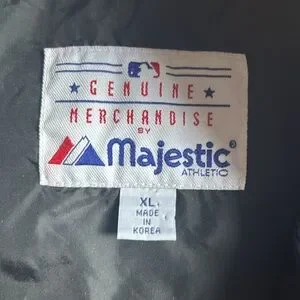 GENUINE
MERCHANDISE
BY
Majestic
ATHLETIC
XL
MADE
IN
KOREA